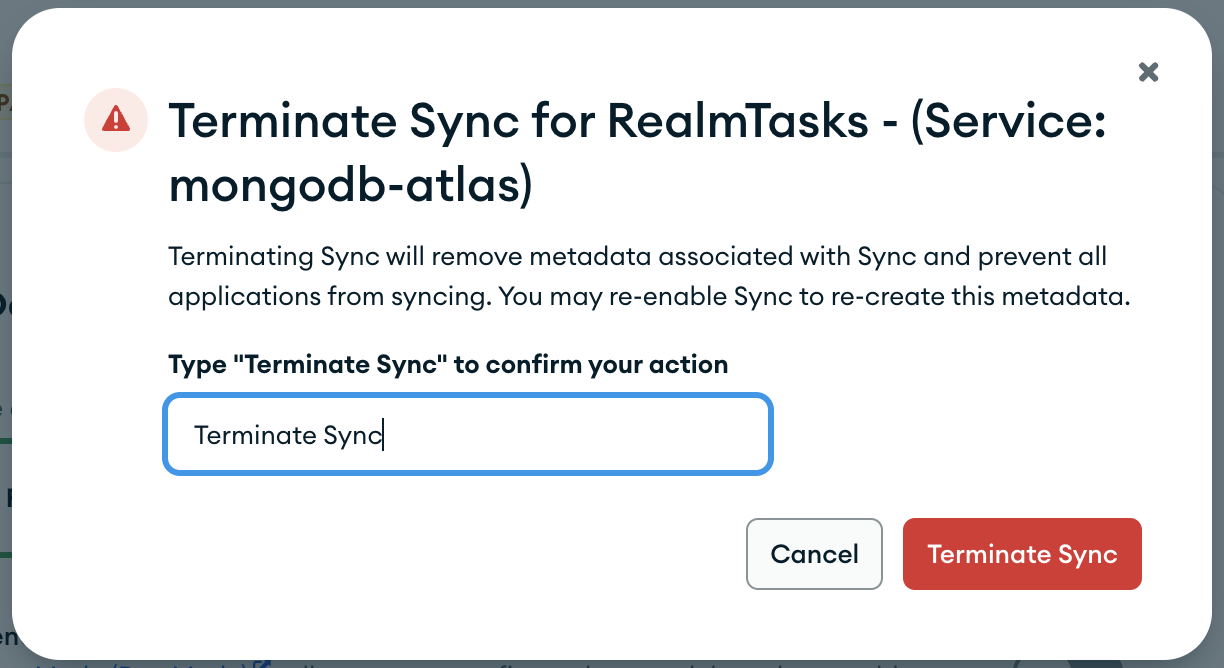 Terminate Sync for RealmTasks - (Service:
mongodb-atlas)
Terminating Sync will remove metadata associated with Sync and prevent all
applications from syncing. You may re-enable Sync to re-create this metadata.
Type "Terminate Sync" to confirm your action
Terminate Sync
Cancel
Terminate Sync